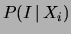 P(I | X_i)